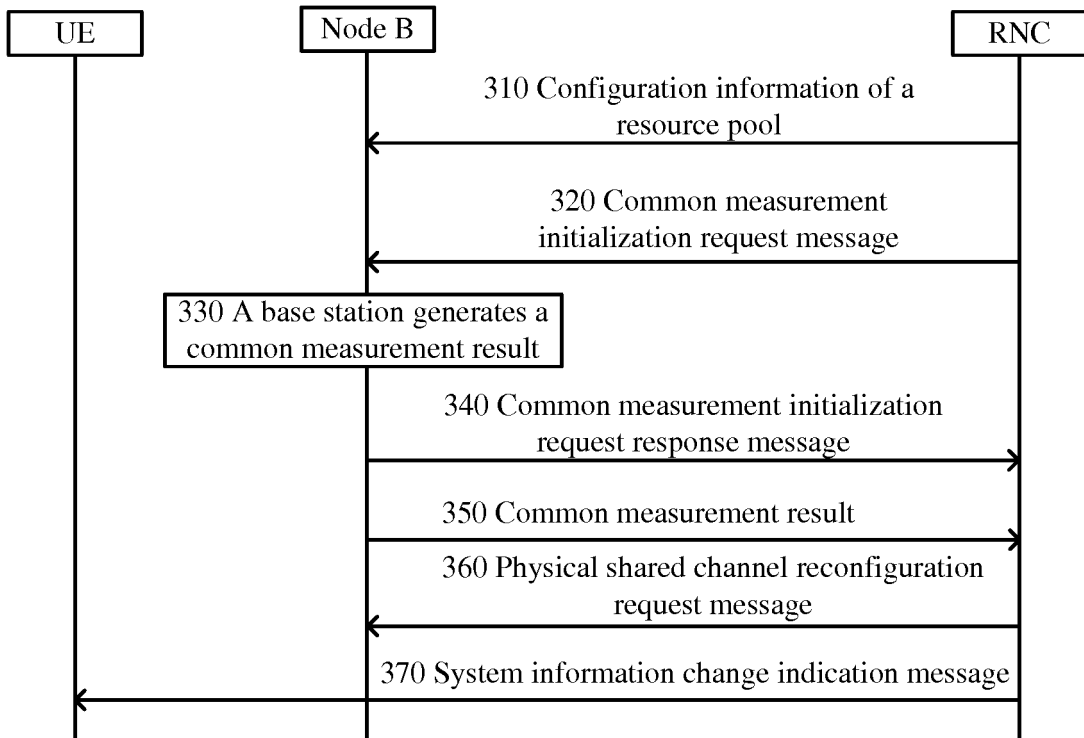 UE
Node B
RNC
310 Configuration information of a
resource pool
320 Common measurement
initialization request message
330 A base station generates a
common measurement result
340 Common measurement initialization
request response message
350 Common measurement result
360 Physical shared channel reconfiguration
request message
370 System information change indication message